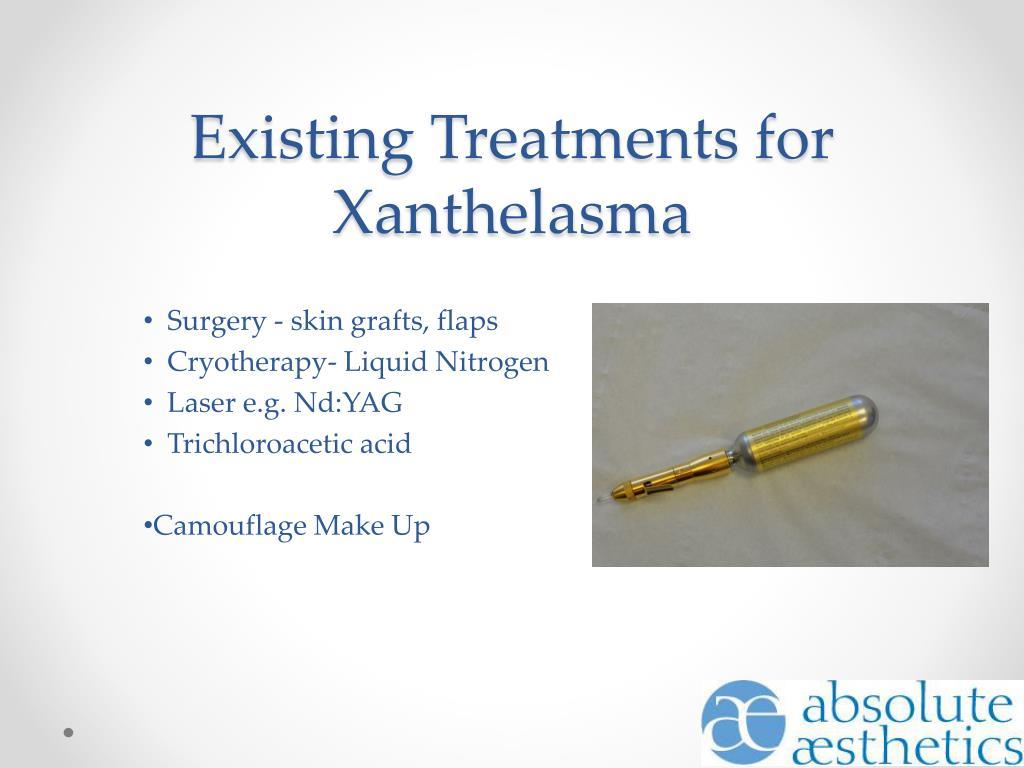 Existing Treatments for
Xanthelasma
• Surgery - skin grafts, flaps
• Cryotherapy- Liquid Nitrogen
• Laser e.g. Nd:YAG
• Trichloroacetic acid
•Camouflage Make Up
æ absolute
æsthetics